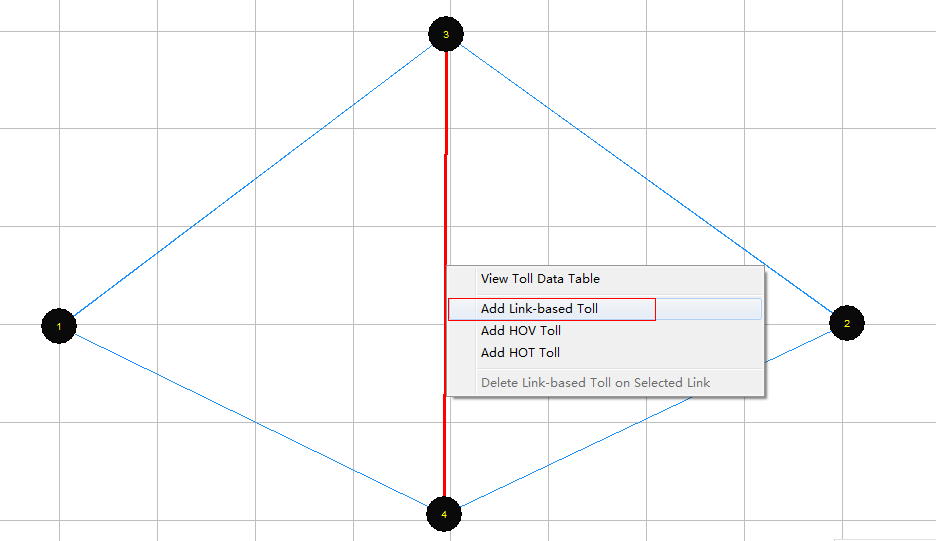 3
View Toll Data Table
Add Link-based Toll
1
2
Add HOV Toll
Add HOT Toll
Delete Link-based Toll on Selected Link
4